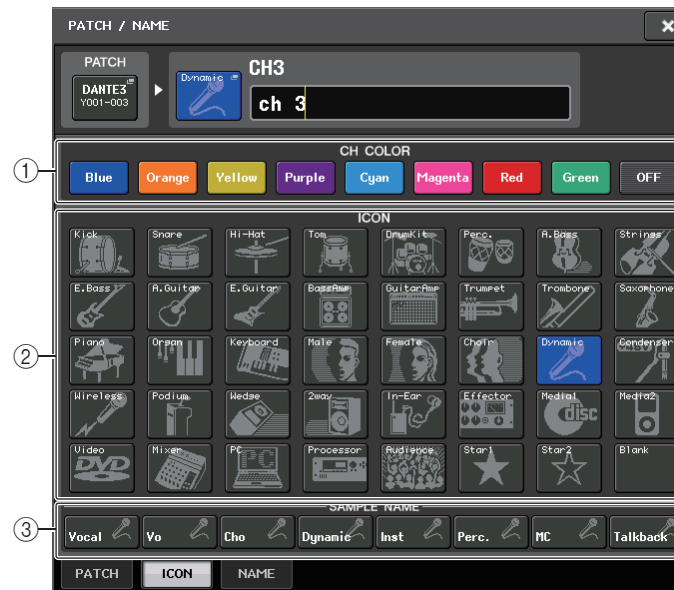 PATCH / NAME
PATCH
DANTE3
Y001-003
Dynamic
CH3
ch 3
1
CH COLOR
Blue Orange Yellow Purple Cyan Magenta Red Green OFF
2
ICON
Kick Snare Hi-Hat Tom DrumKit Perc. A.Bass Strings
E.Bass A.Guitar E.Guitar BassAmp GuitarAmp Trumpet Trombone Saxophone
Piano Organ Keyboard Male Female Choir Dynamic Condenser
Wireless Podium Wedge 2way In-Ear Effector Media1 disc Media2
Video DVD Mixer PC PC Processor Audience Star1 Star2 Blank
3
SAMPLE NAME
Vocal Vo Cho Dynamic Inst Perc. MC Talkback
PATCH ICON NAME